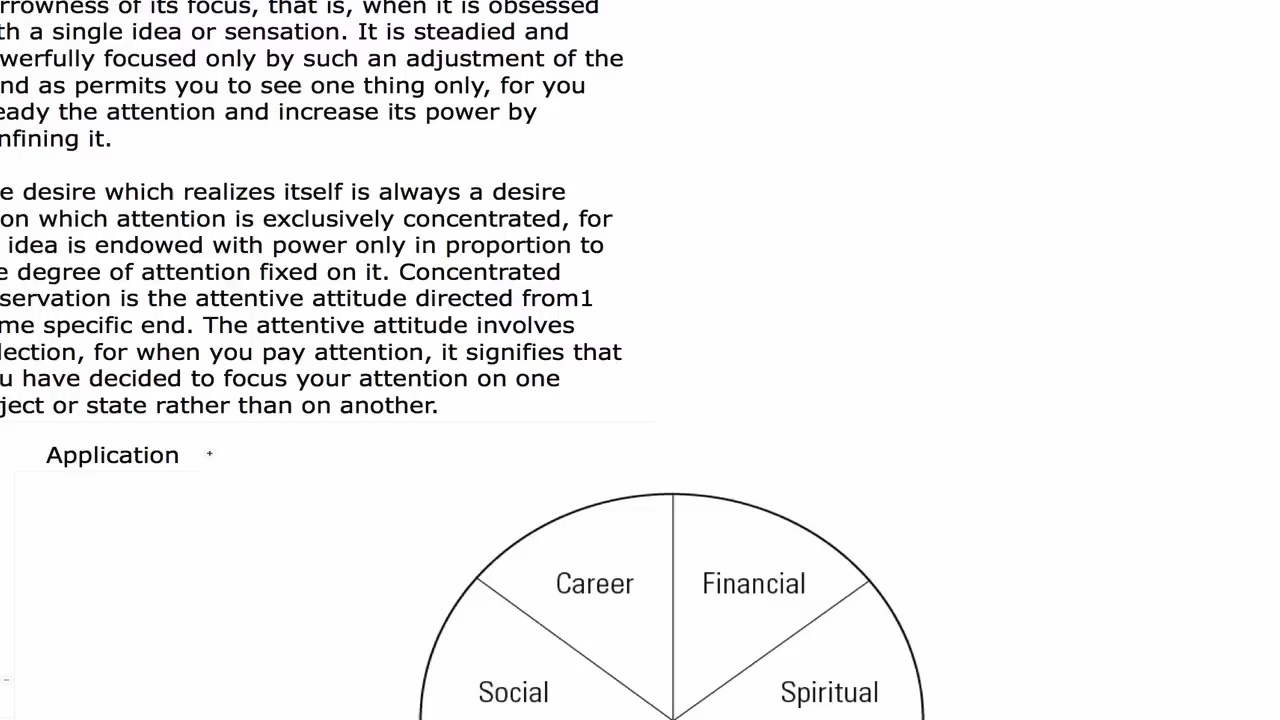 rrowness of its focus, that is, when it is obsessed
th a single idea or sensation. It is steadied and
werfully focused only by such an adjustment of the
nd as permits you to see one thing only, for you
eady the attention and increase its power by
nfining it.
e desire which realizes itself is always a desire
on which attention is exclusively concentrated, for
idea is endowed with power only in proportion to
e degree of attention fixed on it. Concentrated
servation is the attentive attitude directed from1
me specific end. The attentive attitude involves
lection, for when you pay attention, it signifies that
u have decided to focus your attention on one
ject or state rather than on another.
Application
Career
Financial
Social
Spiritual